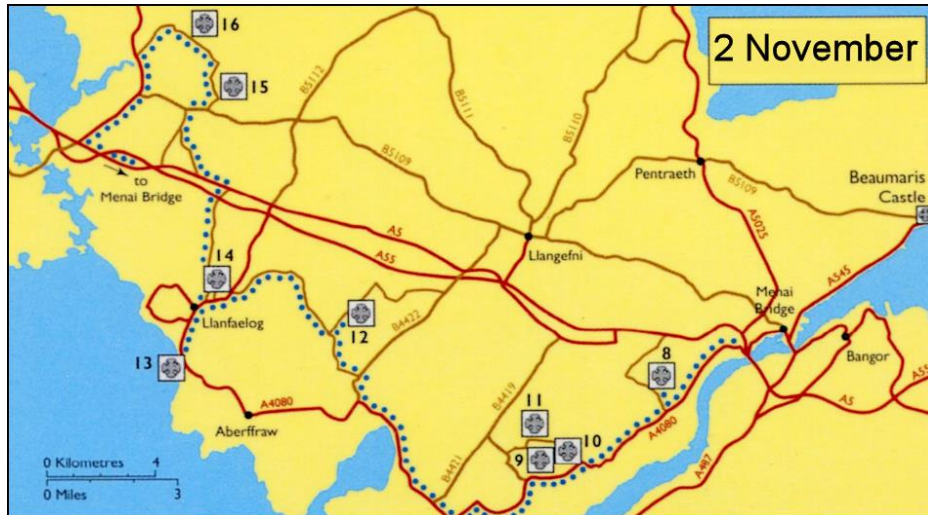 2 November
16
15
B5112
B5111
B5110
B5109
Pentraeth
B5109
Beaumaris
Castle
to
Menai Bridge
A5
A55
Llangefni
A5025
A545
14
Llanfaelog
12
B4422
Menai
Bridge
Bangor
13
8
B4419
A55
A5
A4080
Aberffraw
11
10
9
A4080
B4421
A487
0 Kilometres 4
0 Miles 3